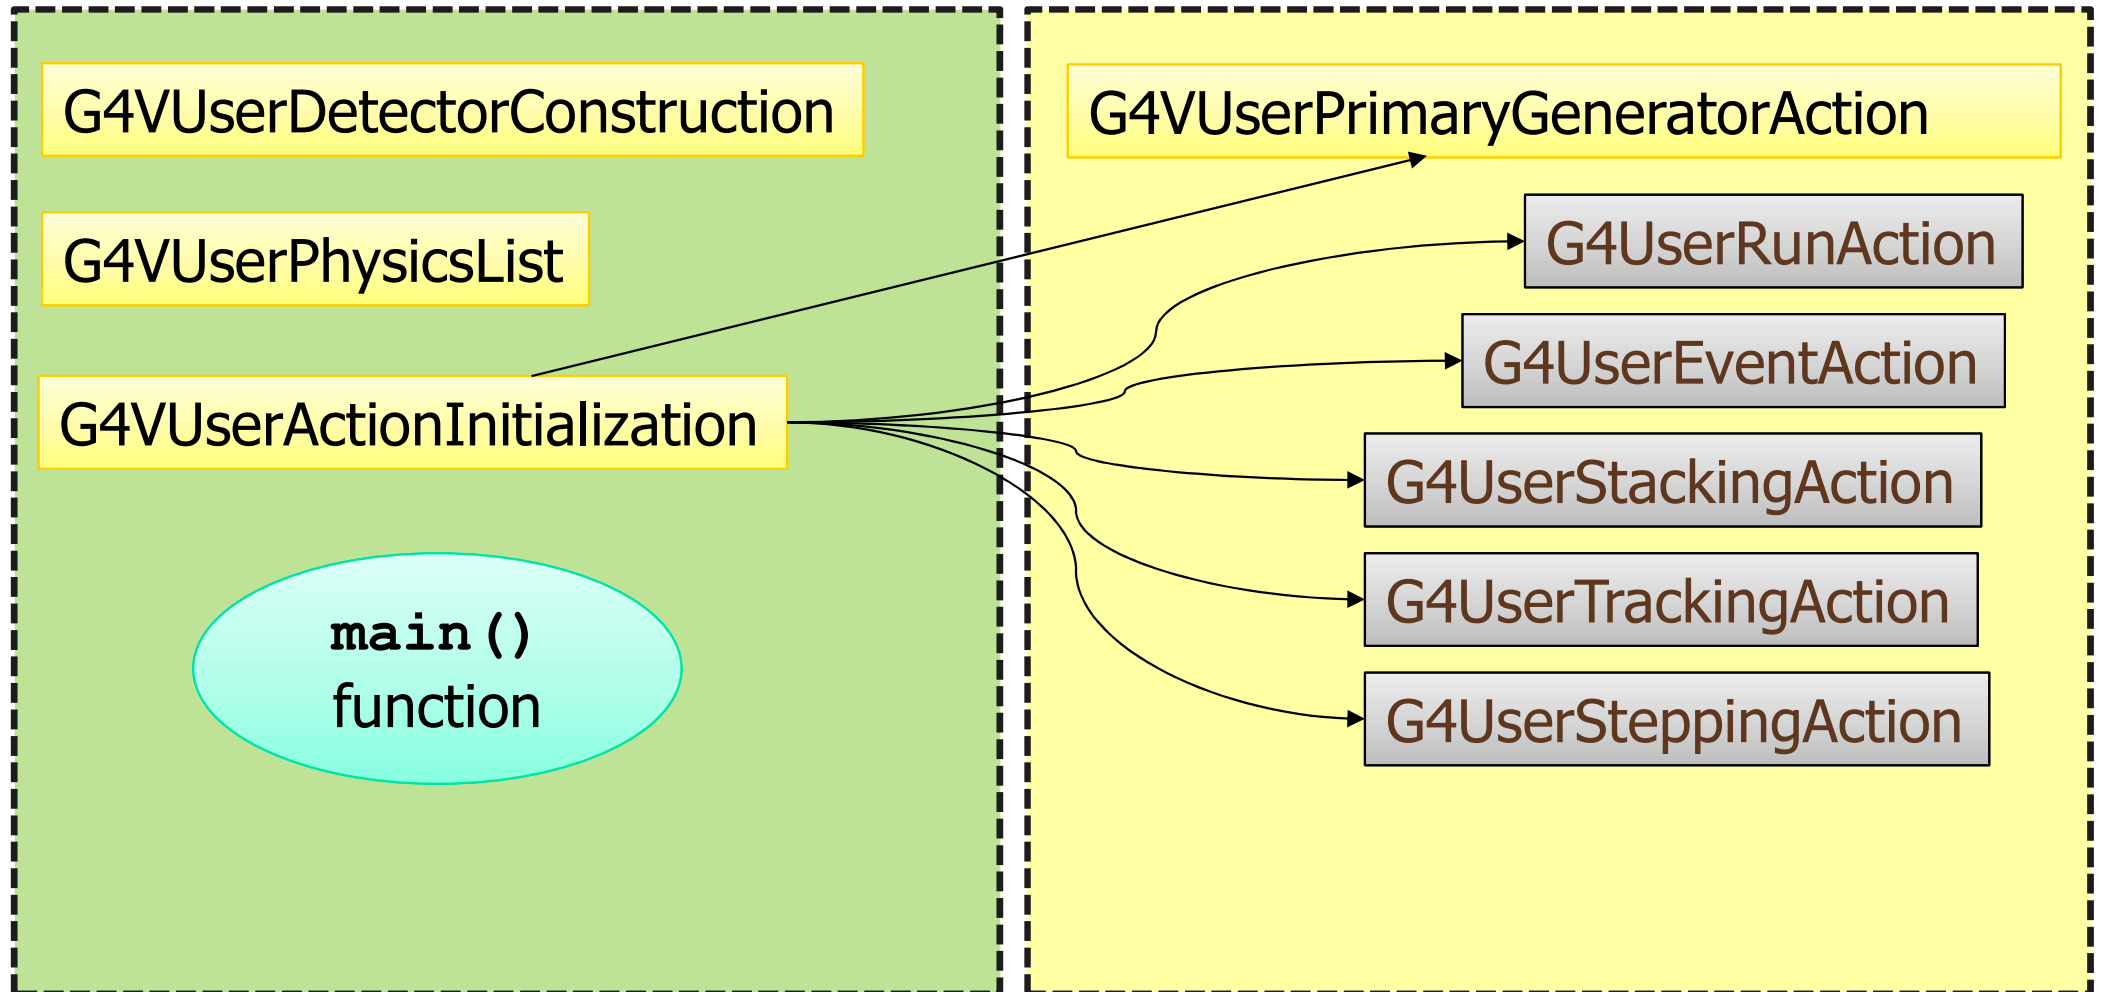 G4VUserDetectorConstruction
G4VUserPhysicsList
G4VUserActionInitialization
main()
function
G4VUserPrimaryGeneratorAction
G4UserRunAction
G4UserEventAction
G4UserStackingAction
G4UserTrackingAction
G4UserSteppingAction